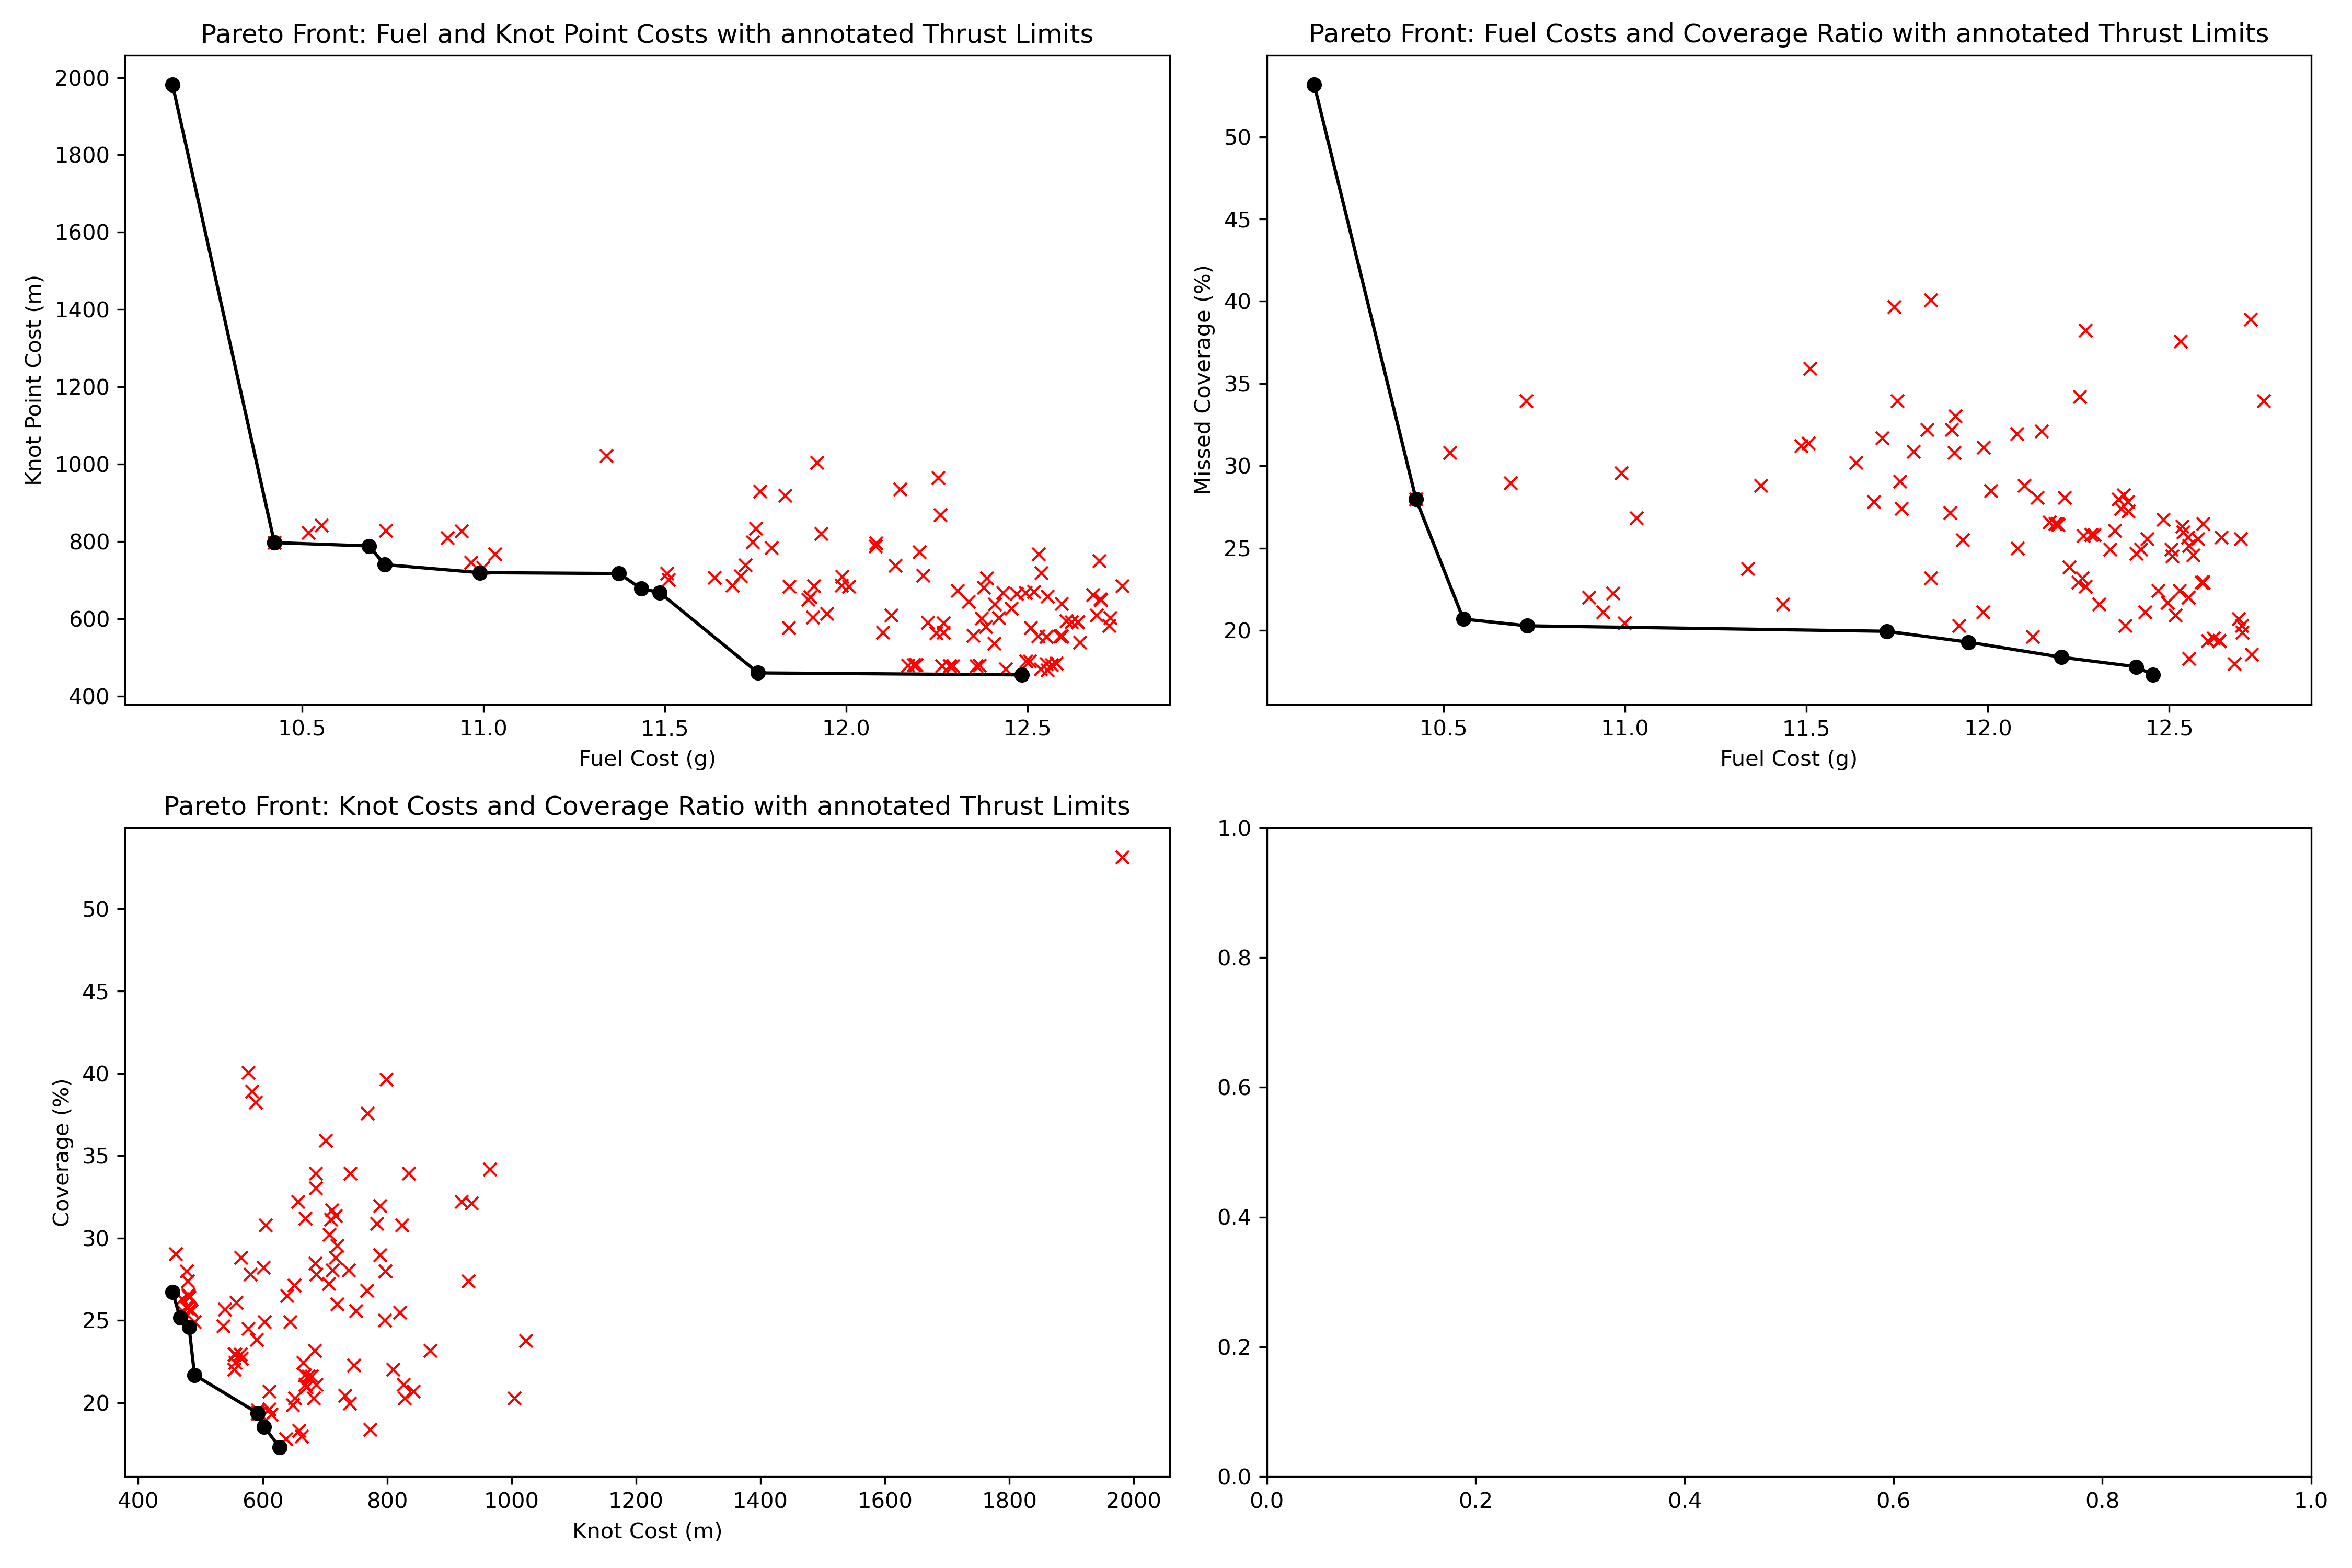 Pareto Front: Fuel and Knot Point Costs with annotated Thrust Limits
2000
1800
1600
1400
1200
1000
800
600
400
Knot Point Cost (m)
10.5 11.0 11.5 12.0 12.5
Fuel Cost (g)
Pareto Front: Fuel Costs and Coverage Ratio with annotated Thrust Limits
50
45
40
35
30
25
20
Missed Coverage (%)
10.5 11.0 11.5 12.0 12.5
Fuel Cost (g)
Pareto Front: Knot Costs and Coverage Ratio with annotated Thrust Limits
50
45
40
35
30
25
20
Coverage (%)
400 600 800 1000 1200 1400 1600 1800 2000
Knot Cost (m)
1.0
0.8
0.6
0.4
0.2
0.0
0.0 0.2 0.4 0.6 0.8 1.0